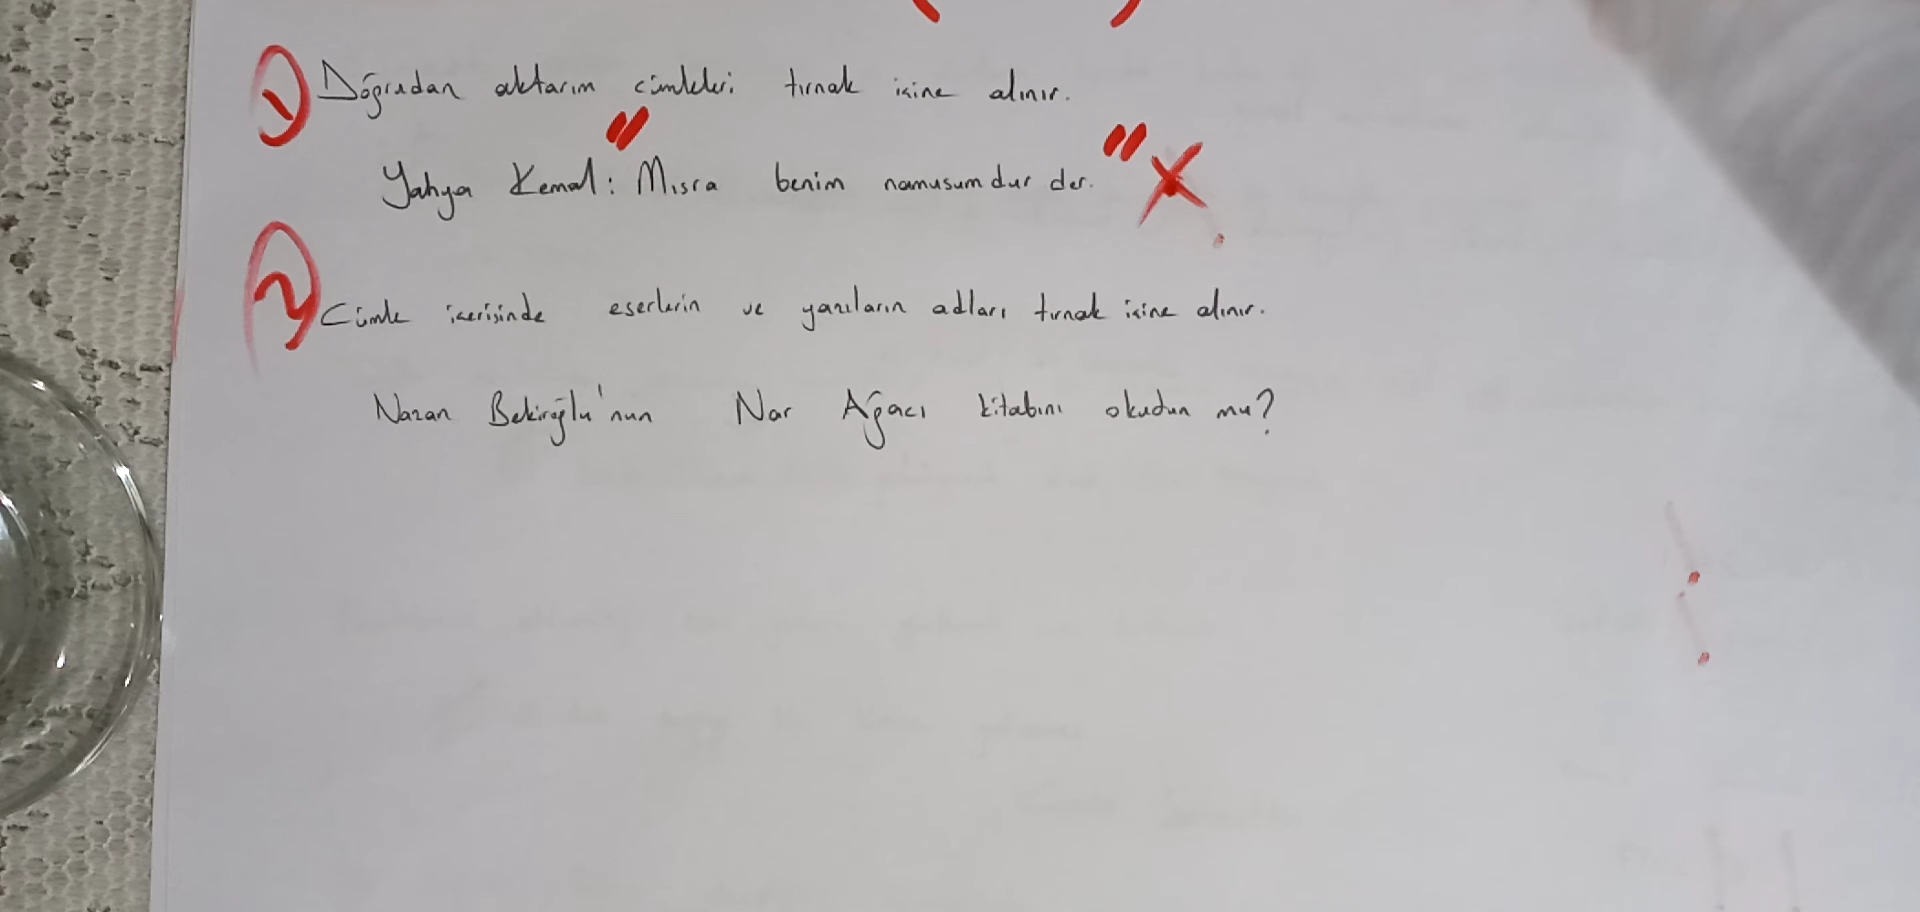 1 Doğrudan aktarım cümleleri tırnak içine alınır.
Yahya Kemal: "Mısra benim namusumdur der." X
2 Cümle içerisinde eserlerin ve yazıların adları tırnak içine alınır.
Nazan Bekiroğlu'nun Nar Ağacı kitabını okudun mu?